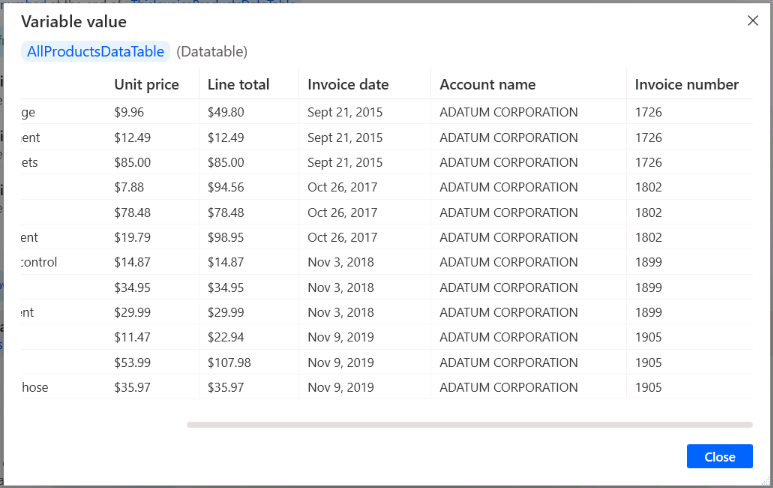 Variable value
AllProductsDataTable (Datatable)
Unit price Line total Invoice date Account name Invoice number
ge $9.96 $49.80 Sept 21, 2015 ADATUM CORPORATION 1726
ent $12.49 $12.49 Sept 21, 2015 ADATUM CORPORATION 1726
ets $85.00 $85.00 Sept 21, 2015 ADATUM CORPORATION 1726
$7.88 $94.56 Oct 26, 2017 ADATUM CORPORATION 1802
$78.48 $78.48 Oct 26, 2017 ADATUM CORPORATION 1802
ent $19.79 $98.95 Oct 26, 2017 ADATUM CORPORATION 1802
control $14.87 $14.87 Nov 3, 2018 ADATUM CORPORATION 1899
$34.95 $34.95 Nov 3, 2018 ADATUM CORPORATION 1899
nt $29.99 $29.99 Nov 3, 2018 ADATUM CORPORATION 1899
$11.47 $22.94 Nov 9, 2019 ADATUM CORPORATION 1905
$53.99 $107.98 Nov 9, 2019 ADATUM CORPORATION 1905
hose $35.97 $35.97 Nov 9, 2019 ADATUM CORPORATION 1905
Close